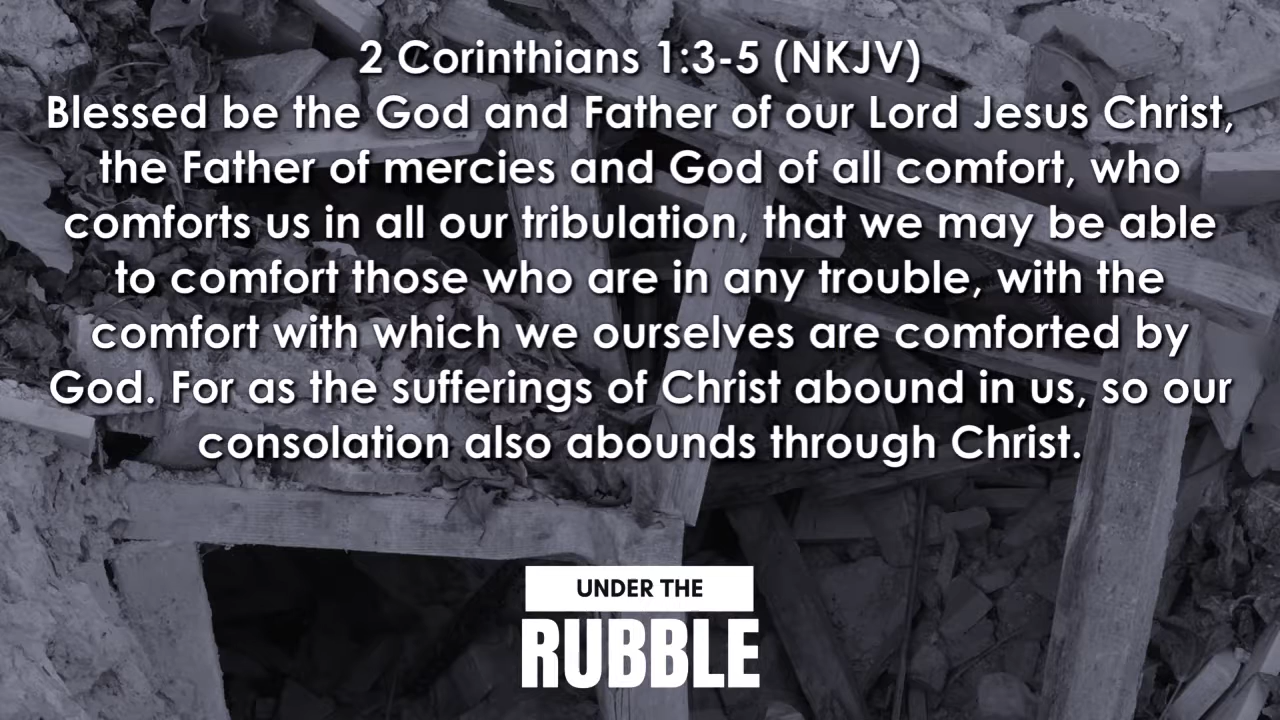 2 Corinthians 1:3-5 (NKJV)
Blessed be the God and Father of our Lord Jesus Christ,
the Father of mercies and God of all comfort, who
comforts us in all our tribulation, that we may be able
to comfort those who are in any trouble, with the
comfort with which we ourselves are comforted by
God. For as the sufferings of Christ abound in us, so our
consolation also abounds through Christ.
UNDER THE
RUBBLE